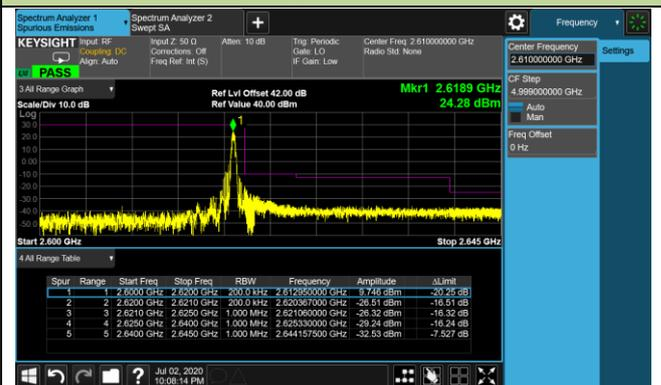 Spectrum Analyzer 1
Spurious Emissions
Spectrum Analyzer 2
Swept SA
+
Frequency
KEYSIGHT
Input: RF
Coupling: DC
Align: Auto
Input Z: 50 Ω
Corrections: Off
Freq Ref: Int (S)
Atten: 10 dB
Trig: Periodic
Gate: LO
IF Gain: Low
Center Freq: 2.610000000 GHz
Radio Std: None
LXI
PASS
3 All Range Graph
Scale/Div 10.0 dB
Ref Lvl Offset 42.00 dB
Ref Value 40.00 dBm
Mkr1 2.6189 GHz
24.28 dBm
Log
30.0
20.0
10.0
0.00
-10.0
-20.0
-30.0
-40.0
-50.0
1
Start 2.600 GHz
Stop 2.645 GHz
4 All Range Table
Spur Range Start Freq Stop Freq RBW Frequency Amplitude ΔLimit
1 1 2.6000 GHz 2.6200 GHz 200.0 kHz 2.612950000 GHz 9.746 dBm -20.25 dB
2 2 2.6200 GHz 2.6210 GHz 200.0 kHz 2.620367000 GHz -26.51 dBm -16.51 dB
3 3 2.6210 GHz 2.6250 GHz 1.000 MHz 2.621060000 GHz -26.32 dBm -16.32 dB
4 4 2.6250 GHz 2.6400 GHz 1.000 MHz 2.625330000 GHz -29.24 dBm -16.24 dB
5 5 2.6400 GHz 2.6450 GHz 1.000 MHz 2.644157500 GHz -32.53 dBm -7.527 dB
Center Frequency
2.610000000 GHz
Settings
CF Step
4.999000000 GHz
Auto
Man
Freq Offset
0 Hz
?
Jul 02, 2020
10:08:14 PM